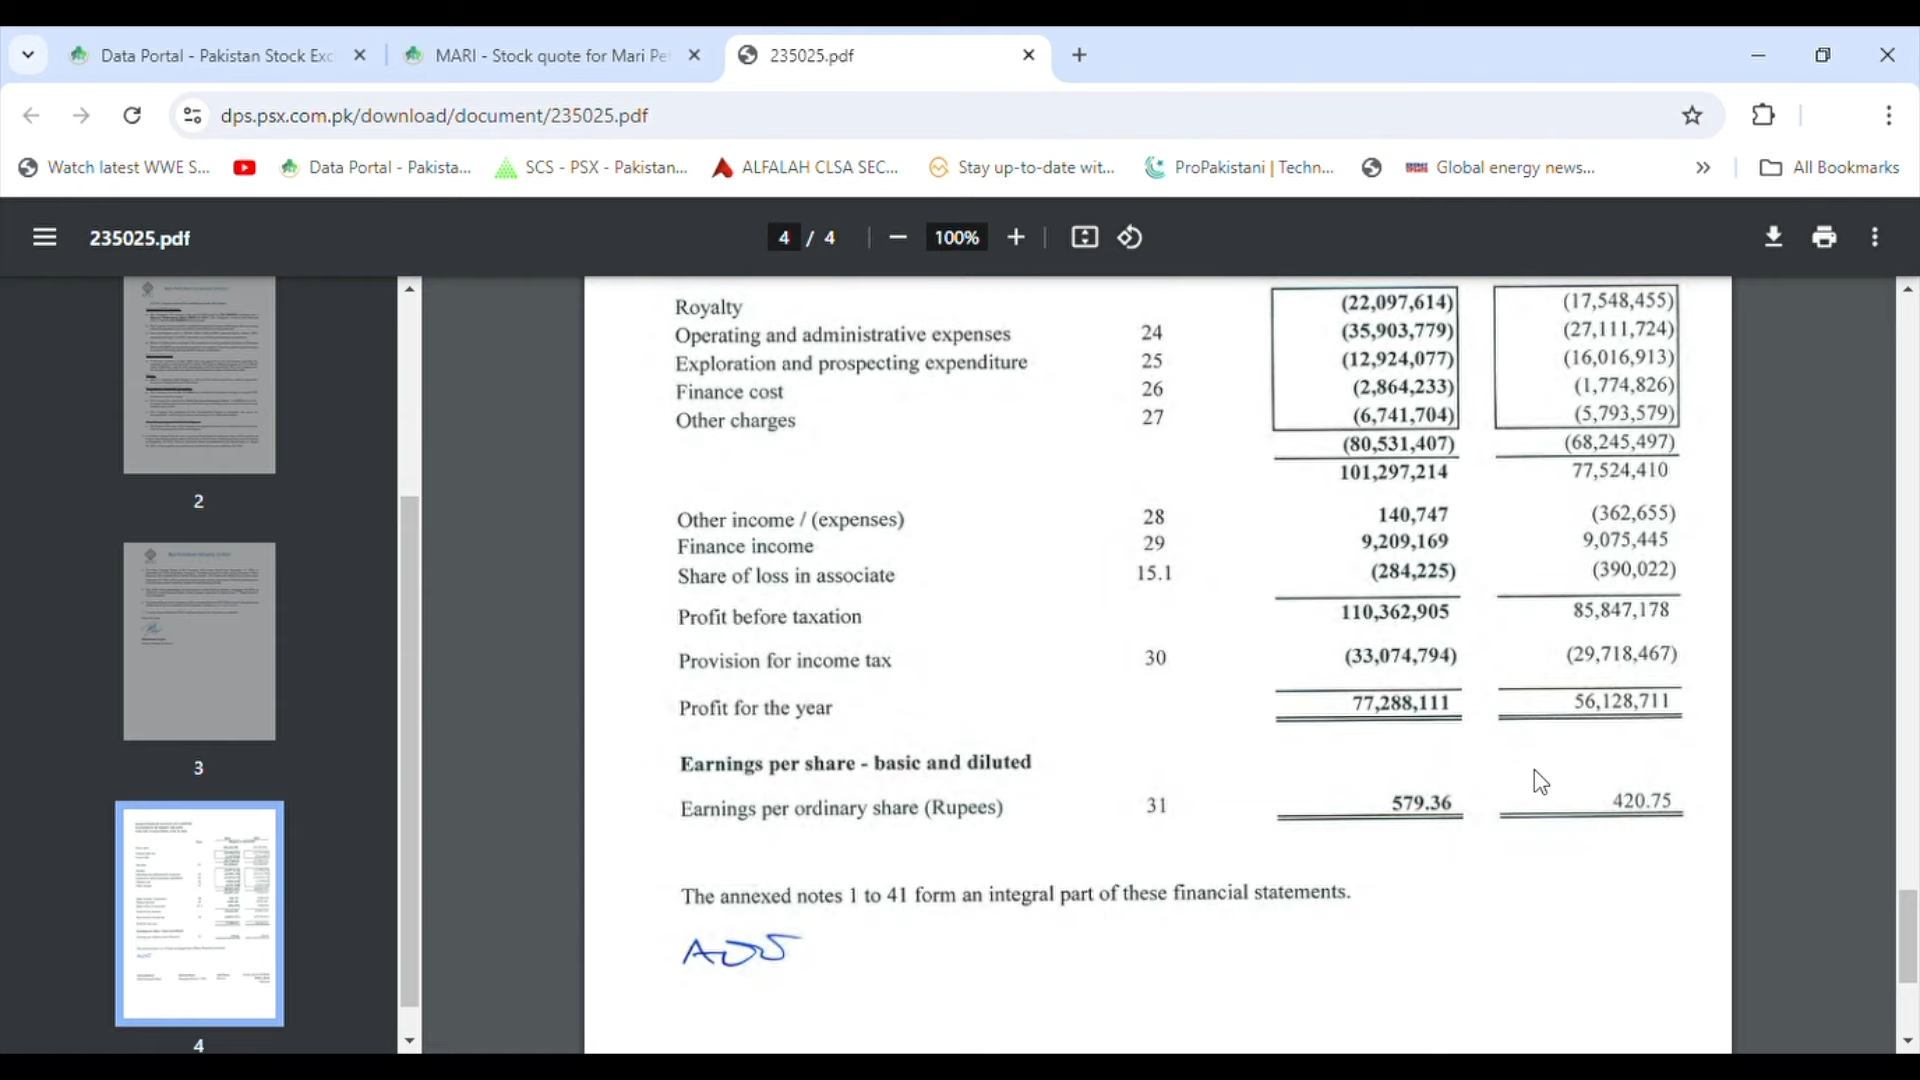 Data Portal - Pakistan Stock Exc
MARI - Stock quote for Mari Pe
235025.pdf
dps.psx.com.pk/download/document/235025.pdf
Watch latest WWE S...
Data Portal - Pakista...
SCS - PSX - Pakistan...
ALFALAH CLSA SEC...
Stay up-to-date wit...
ProPakistani | Techn...
Global energy news...
All Bookmarks
235025.pdf
4 / 4
100%
Royalty (22,097,614) (17,548,455)
Operating and administrative expenses 24 (35,903,779) (27,111,724)
Exploration and prospecting expenditure 25 (12,924,077) (16,016,913)
Finance cost 26 (2,864,233) (1,774,826)
Other charges 27 (6,741,704) (5,793,579)
(80,531,407) (68,245,497)
101,297,214 77,524,410
Other income / (expenses) 28 140,747 (362,655)
Finance income 29 9,209,169 9,075,445
Share of loss in associate 15.1 (284,225) (390,022)
Profit before taxation 110,362,905 85,847,178
Provision for income tax 30 (33,074,794) (29,718,467)
Profit for the year 77,288,111 56,128,711
Earnings per share - basic and diluted
Earnings per ordinary share (Rupees) 31 579.36 420.75
The annexed notes 1 to 41 form an integral part of these financial statements.
2
3
4